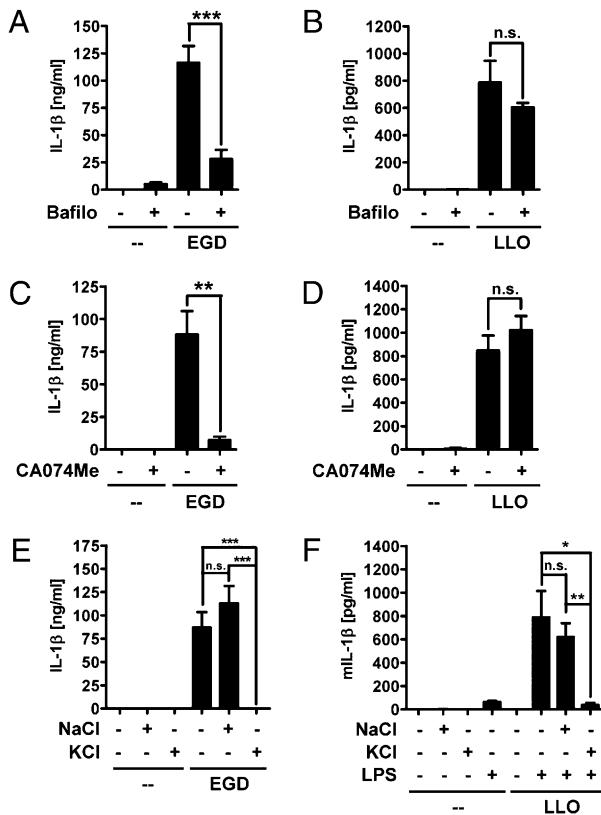 A
IL-1β [ng/ml]
150
125
100
75
50
25
0
***
Bafilo - + - +
-- EGD
B
IL-1β [pg/ml]
1200
1000
800
600
400
200
0
n.s.
Bafilo - + - +
-- LLO
C
IL-1β [ng/ml]
125
100
75
50
25
0
**
CA074Me - + - +
-- EGD
D
IL-1β [pg/ml]
1400
1200
1000
800
600
400
200
0
n.s.
CA074Me - + - +
-- LLO
E
IL-1β [ng/ml]
175
150
125
100
75
50
25
0
***
n.s. ***
NaCl - + - - + -
KCl - - + - - +
-- EGD
F
mIL-1β [pg/ml]
1400
1200
1000
800
600
400
200
0
*
n.s.
**
NaCl - + - - - - + -
KCl - - + - - - - +
LPS - - - + - + + +
-- LLO